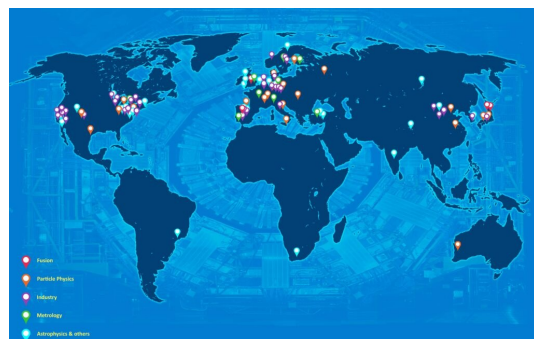 Fusion
Particle Physics
Industry
Metrology
Astrophysics & others